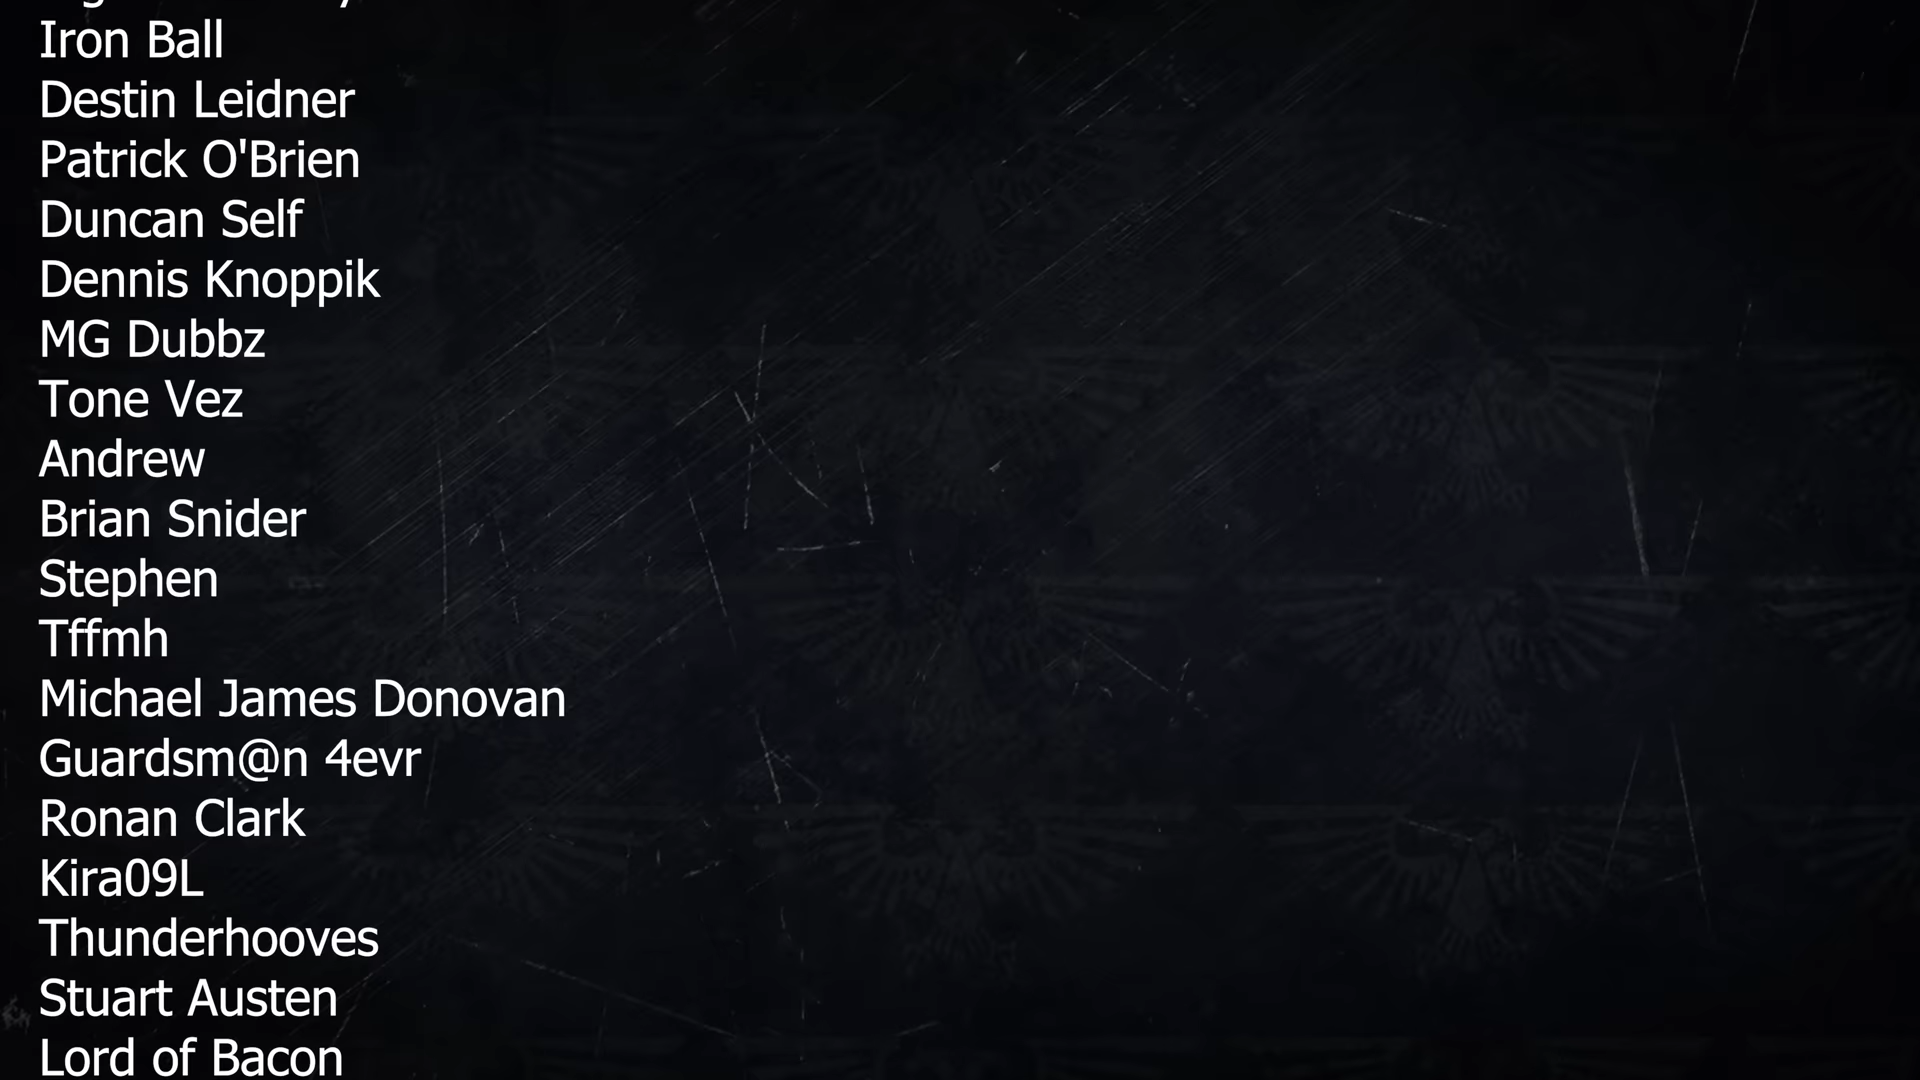 Iron Ball
Destin Leidner
Patrick O'Brien
Duncan Self
Dennis Knoppik
MG Dubbz
Tone Vez
Andrew
Brian Snider
Stephen
Tffmh
Michael James Donovan
Guardsm@n 4evr
Ronan Clark
Kira09L
Thunderhooves
Stuart Austen
Lord of Bacon